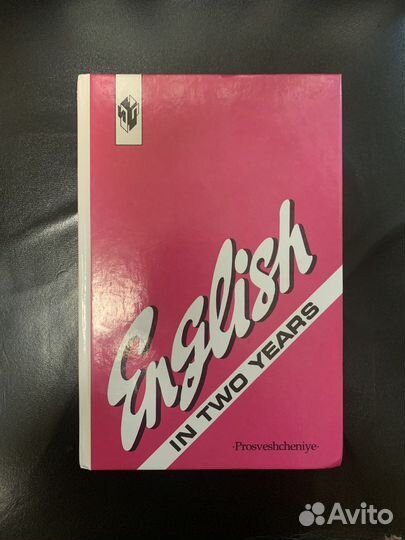 English
IN TWO YEARS
·Prosveshcheniye·
Avito